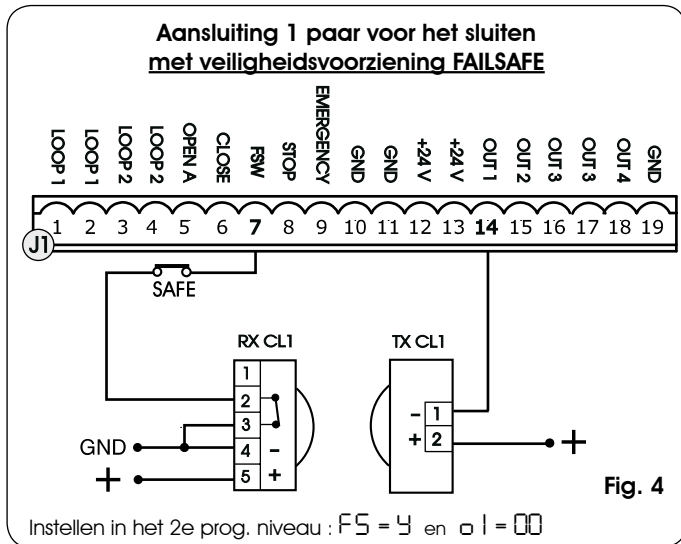 Aansluiting 1 paar voor het sluiten
met veiligheidsvoorziening FAILSAFE
LOOP 1 LOOP 1 LOOP 2 LOOP 2 OPEN A CLOSE FSW STOP EMERGENCY GND GND +24 V +24 V OUT 1 OUT 2 OUT 3 OUT 3 OUT 4 GND
1 2 3 4 5 6 7 8 9 10 11 12 13 14 15 16 17 18 19
J1
SAFE
RX CL1
1
2
3
GND 4 -
+ 5 +
TX CL1
- 1
+ 2 +
Fig. 4
Instellen in het 2e prog. niveau : FS = Y en o1 = 00